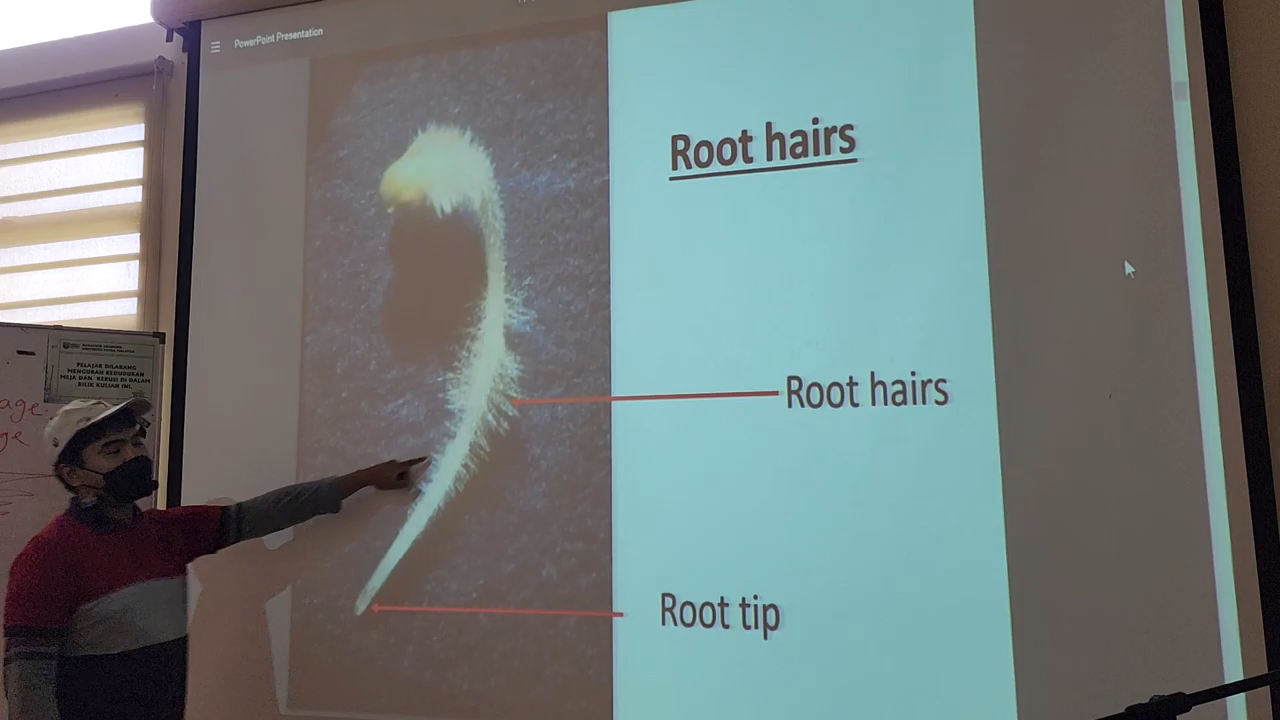 PowerPoint Presentation
Root hairs
Root hairs
Root tip
PELAJAR DILARANG
MENGUBAH KEDUDUKAN
MEJA DAN KERUSI DI DALAM
BILIK KULIAH INI.
age
ge